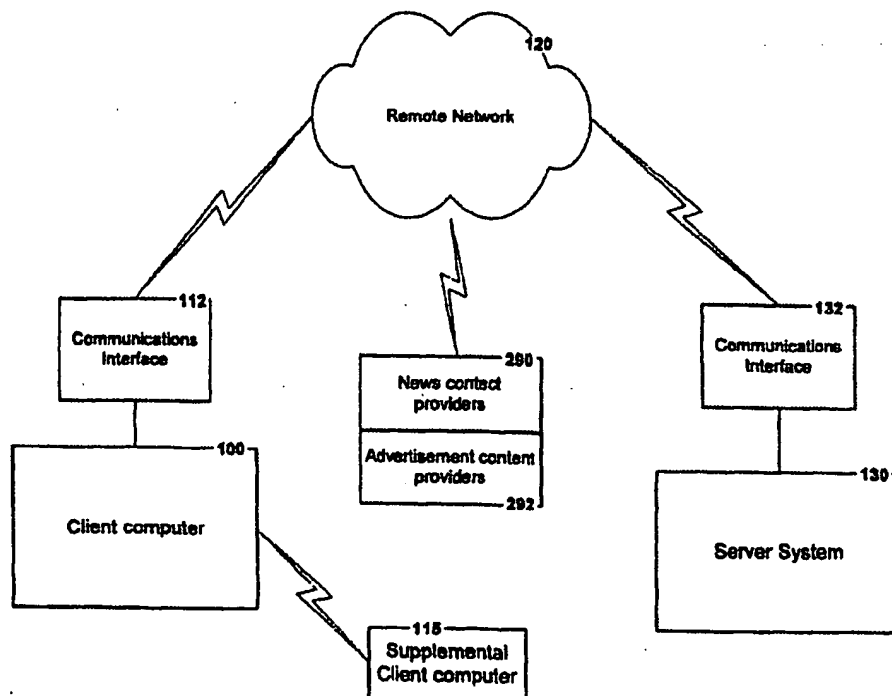 120
Remote Network
112
Communications
Interface
290
News contact
providers
Advertisement content
providers
292
132
Communications
Interface
100
Client computer
130
Server System
115
Supplemental
Client computer